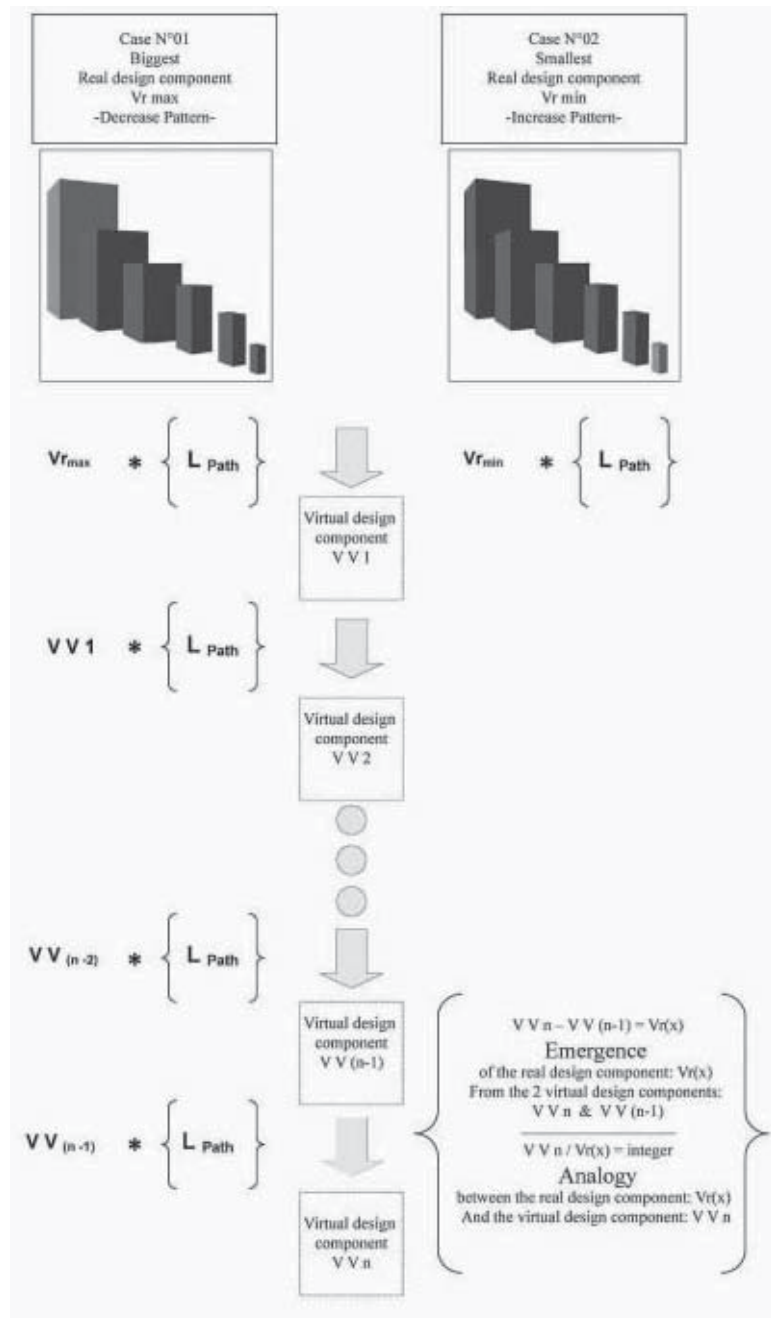 Case N°01
Biggest
Real design component
Vr max
-Decrease Pattern-
Case N°02
Smallest
Real design component
Vr min
-Increase Pattern-
Vrmax * { L Path }
Vrmin * { L Path }
Virtual design
component
V V 1
V V 1 * { L Path }
Virtual design
component
V V 2
V V (n -2) * { L Path }
Virtual design
component
V V (n-1)
V V (n -1) * { L Path }
Virtual design
component
V V n
V V n – V V (n-1) = Vr(x)
Emergence
of the real design component: Vr(x)
From the 2 virtual design components:
V V n & V V (n-1)
V V n / Vr(x) = integer
Analogy
between the real design component: Vr(x)
And the virtual design component: V V n